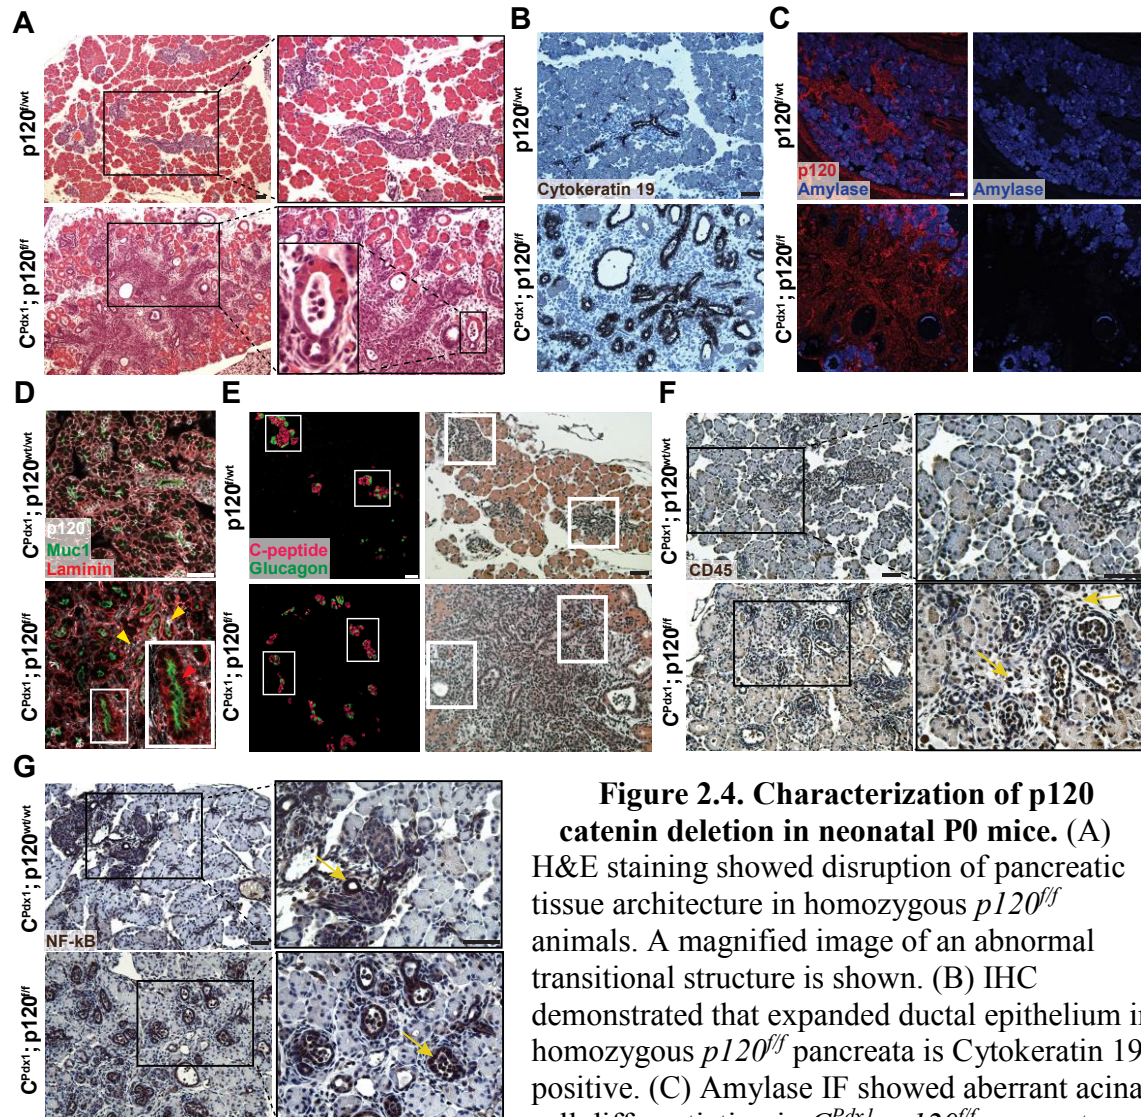 A
B
C
p120f/wt
Cytokeratin 19
p120
Amylase
Amylase
CPdx1; p120f/f
CPdx1; p120f/f
CPdx1; p120f/f
p120f/wt
p120f/wt
D
E
F
CPdx1; p120wt/wt
p120
Muc1
Laminin
p120f/wt
C-peptide
Glucagon
CPdx1; p120wt/wt
CD45
CPdx1; p120f/f
CPdx1; p120f/f
CPdx1; p120f/f
G
CPdx1; p120wt/wt
NF-kB
CPdx1; p120f/f
Figure 2.4. Characterization of p120
catenin deletion in neonatal P0 mice. (A)
H&E staining showed disruption of pancreatic
tissue architecture in homozygous p120f/f
animals. A magnified image of an abnormal
transitional structure is shown. (B) IHC
demonstrated that expanded ductal epithelium
homozygous p120f/f pancreata is Cytokeratin 19
positive. (C) Amylase IF showed aberrant